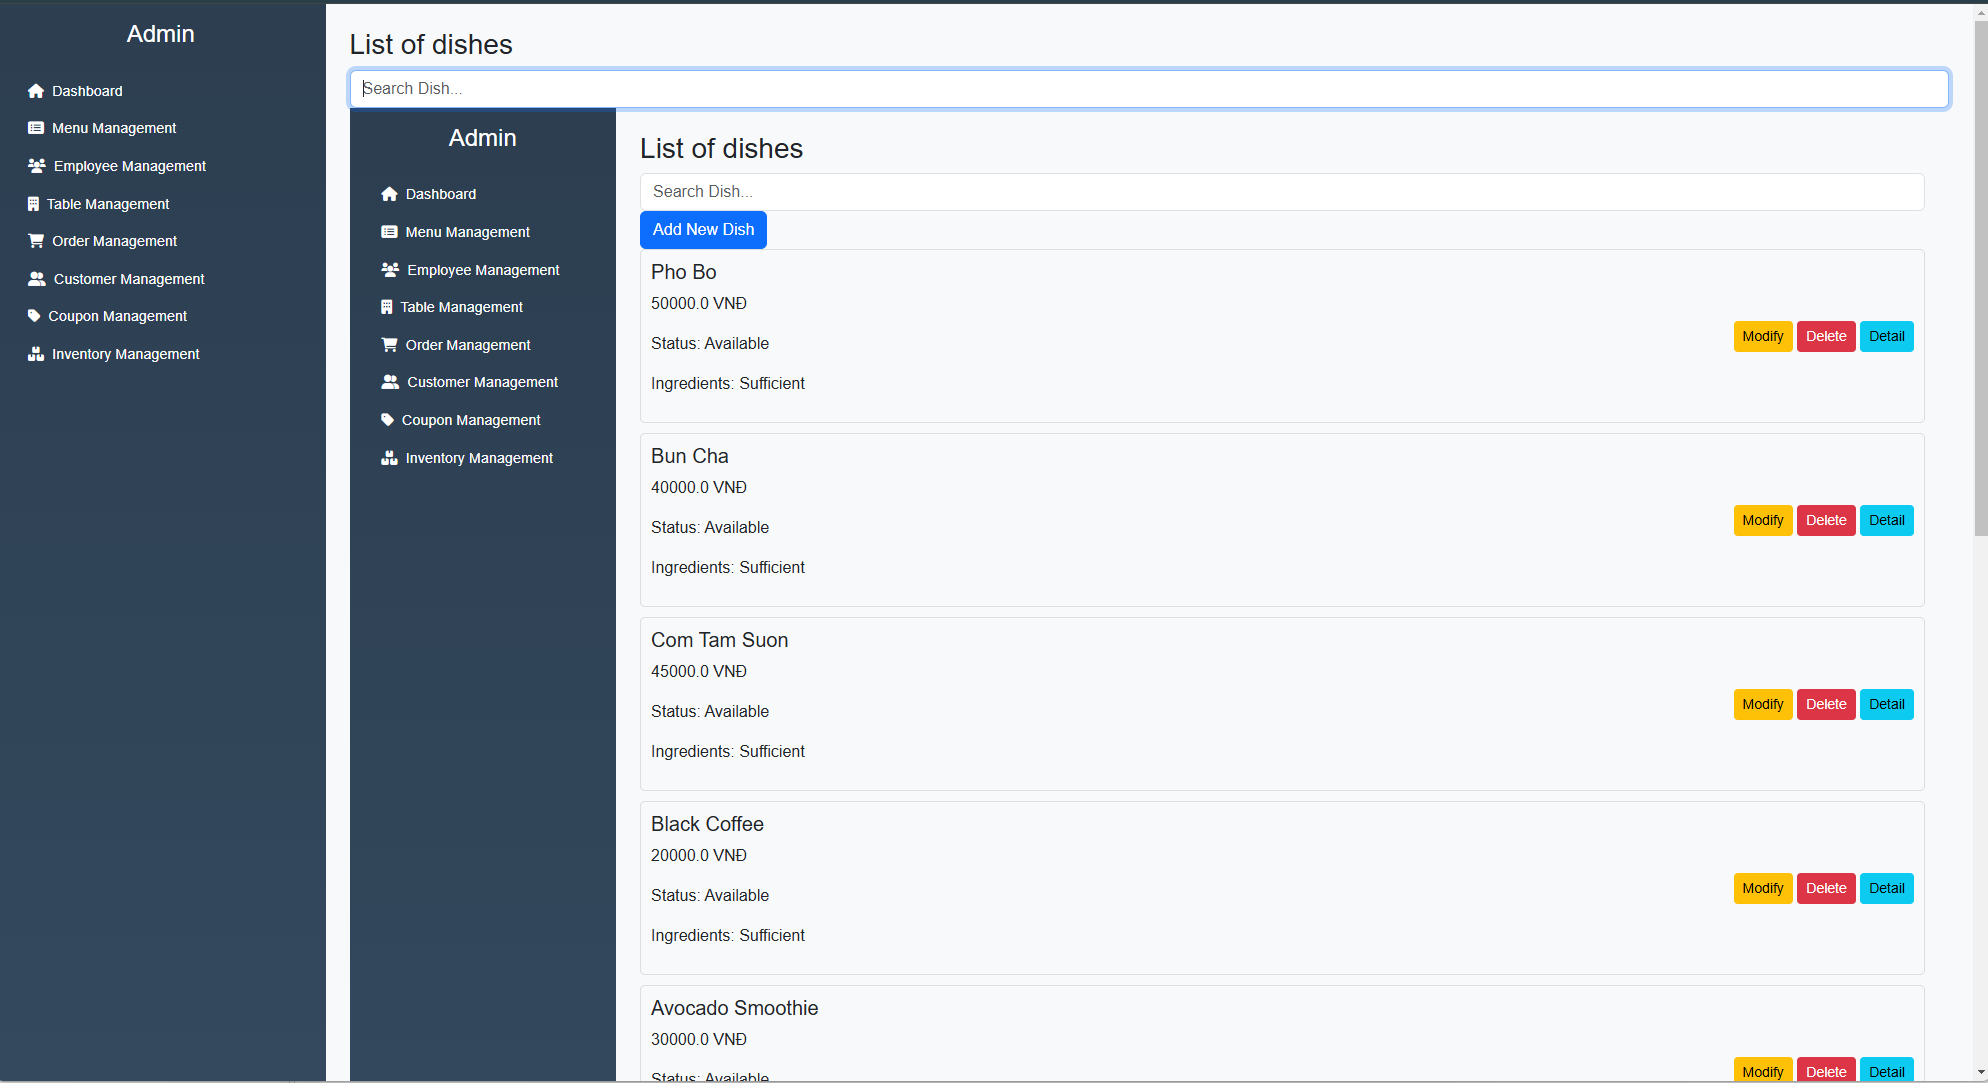 Admin
Dashboard
Menu Management
Employee Management
Table Management
Order Management
Customer Management
Coupon Management
Inventory Management
List of dishes
Search Dish...
Admin
Dashboard
Menu Management
Employee Management
Table Management
Order Management
Customer Management
Coupon Management
Inventory Management
List of dishes
Search Dish...
Add New Dish
Pho Bo
50000.0 VNĐ
Status: Available
Ingredients: Sufficient
Modify Delete Detail
Bun Cha
40000.0 VNĐ
Status: Available
Ingredients: Sufficient
Modify Delete Detail
Com Tam Suon
45000.0 VNĐ
Status: Available
Ingredients: Sufficient
Modify Delete Detail
Black Coffee
20000.0 VNĐ
Status: Available
Ingredients: Sufficient
Modify Delete Detail
Avocado Smoothie
30000.0 VNĐ
Status: Available
Modify Delete Detail